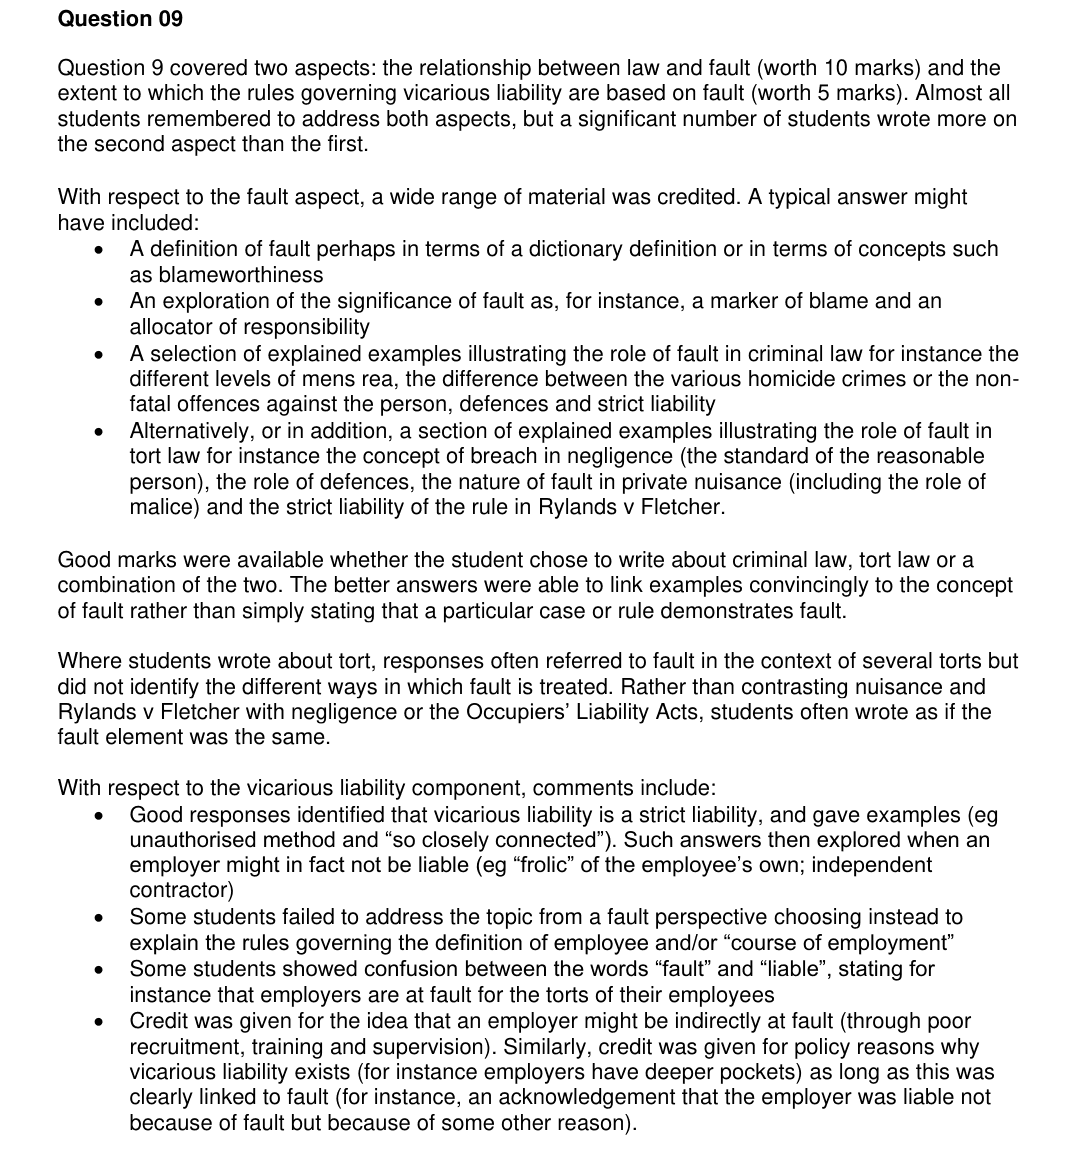 Question 09
Question 9 covered two aspects: the relationship between law and fault (worth 10 marks) and the
extent to which the rules governing vicarious liability are based on fault (worth 5 marks). Almost all
students remembered to address both aspects, but a significant number of students wrote more on
the second aspect than the first.
With respect to the fault aspect, a wide range of material was credited. A typical answer might
have included:
• A definition of fault perhaps in terms of a dictionary definition or in terms of concepts such
as blameworthiness
• An exploration of the significance of fault as, for instance, a marker of blame and an
allocator of responsibility
• A selection of explained examples illustrating the role of fault in criminal law for instance the
different levels of mens rea, the difference between the various homicide crimes or the non-
fatal offences against the person, defences and strict liability
• Alternatively, or in addition, a section of explained examples illustrating the role of fault in
tort law for instance the concept of breach in negligence (the standard of the reasonable
person), the role of defences, the nature of fault in private nuisance (including the role of
malice) and the strict liability of the rule in Rylands v Fletcher.
Good marks were available whether the student chose to write about criminal law, tort law or a
combination of the two. The better answers were able to link examples convincingly to the concept
of fault rather than simply stating that a particular case or rule demonstrates fault.
Where students wrote about tort, responses often referred to fault in the context of several torts but
did not identify the different ways in which fault is treated. Rather than contrasting nuisance and
Rylands v Fletcher with negligence or the Occupiers' Liability Acts, students often wrote as if the
fault element was the same.
With respect to the vicarious liability component, comments include:
• Good responses identified that vicarious liability is a strict liability, and gave examples (eg
unauthorised method and “so closely connected”). Such answers then explored when an
employer might in fact not be liable (eg “frolic” of the employee's own; independent
contractor)
• Some students failed to address the topic from a fault perspective choosing instead to
explain the rules governing the definition of employee and/or “course of employment”
• Some students showed confusion between the words “fault” and “liable”, stating for
instance that employers are at fault for the torts of their employees
• Credit was given for the idea that an employer might be indirectly at fault (through poor
recruitment, training and supervision). Similarly, credit was given for policy reasons why
vicarious liability exists (for instance employers have deeper pockets) as long as this was
clearly linked to fault (for instance, an acknowledgement that the employer was liable not
because of fault but because of some other reason).